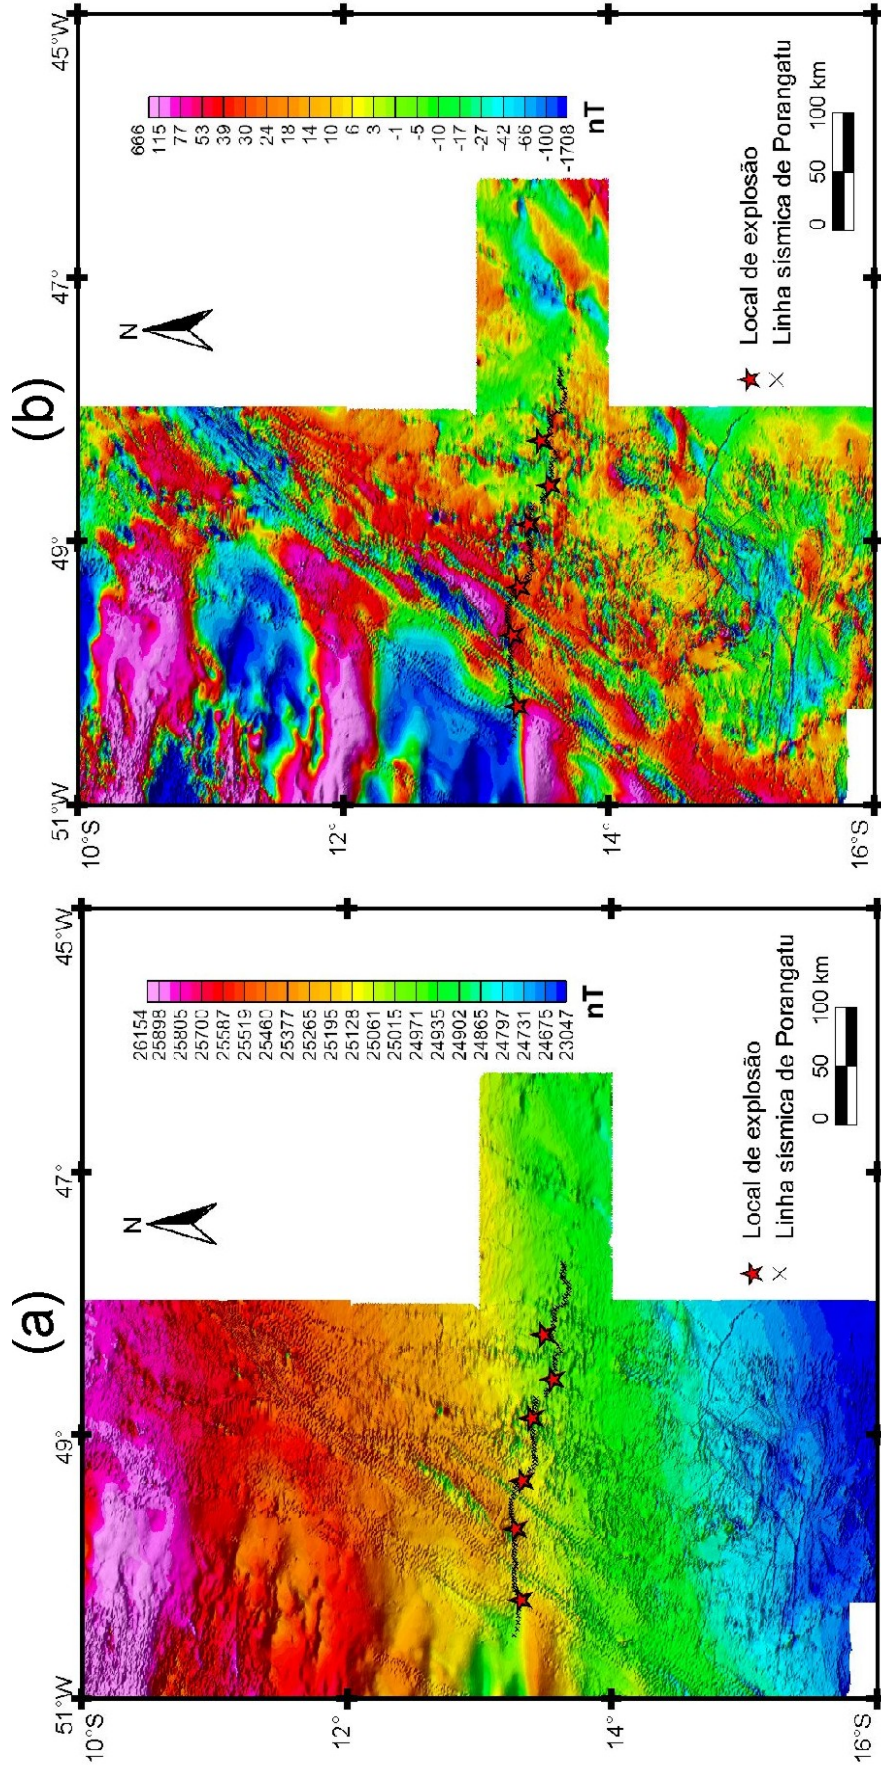 (a)
51°W 49° 47° 45°W
10°S
12°
14°
16°S
N
26154
25898
25805
25700
25587
25519
25460
25377
25265
25195
25128
25061
25015
24971
24935
24902
24865
24797
24731
24675
23047
nT
Local de explosão
Linha sísmica de Porangatu
0 50 100 km
(b)
51°W 49° 47° 45°W
10°S
12°
14°
16°S
N
666
115
77
53
39
30
24
18
14
10
6
3
-1
-5
-10
-17
-27
-42
-66
-100
-1708
nT
Local de explosão
Linha sísmica de Porangatu
0 50 100 km